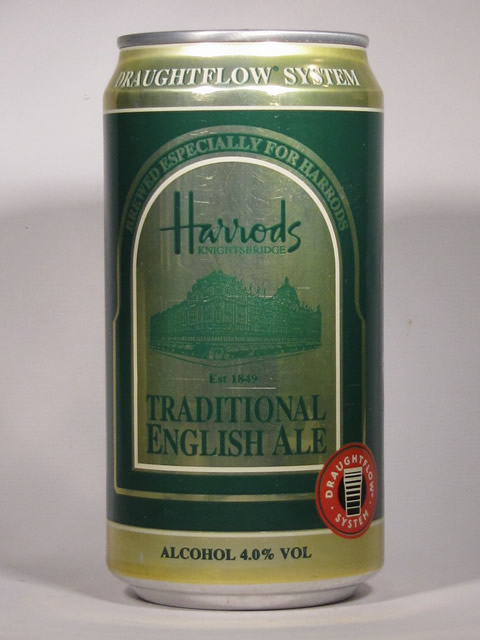 DRAUGHTFLOW® SYSTEM
BREWED ESPECIALLY FOR HARRODS
Harrods
KNIGHTSBRIDGE
Est 1849
TRADITIONAL
ENGLISH ALE
DRAUGHTFLOW
SYSTEM
ALCOHOL 4.0% VOL